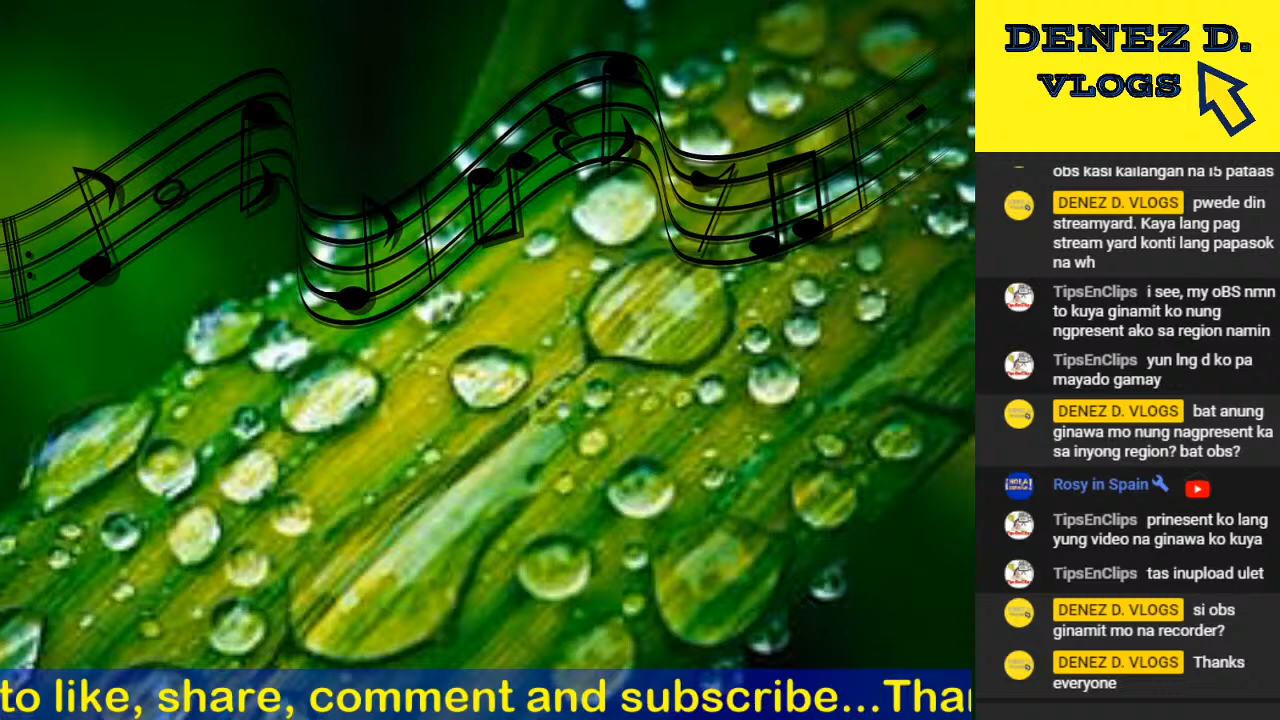 DENEZ D.
VLOGS
obs kasi kailangan na i5 pataas
DENEZ D. VLOGS pwede din
streamyard. Kaya lang pag
stream yard konti lang papasok
na wh
TipsEnClips i see, my oBS nmn
to kuya ginamit ko nung
ngpresent ako sa region namin
TipsEnClips yun lng d ko pa
mayado gamay
DENEZ D. VLOGS bat anung
ginawa mo nung nagpresent ka
sa inyong region? bat obs?
Rosy in Spain
TipsEnClips prinesent ko lang
yung video na ginawa ko kuya
TipsEnClips tas inupload ulet
DENEZ D. VLOGS si obs
ginamit mo na recorder?
DENEZ D. VLOGS Thanks
everyone
to like, share, comment and subscribe...Tha